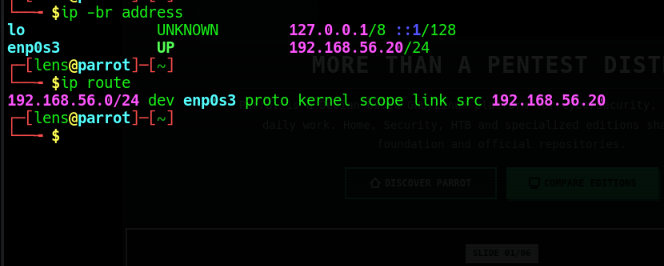 └──╼ $ip -br address
lo UNKNOWN 127.0.0.1/8 ::1/128
enp0s3 UP 192.168.56.20/24
┌─[lens@parrot]─[~]
└──╼ $ip route
192.168.56.0/24 dev enp0s3 proto kernel scope link src 192.168.56.20
┌─[lens@parrot]─[~]
└──╼ $
MORE THAN A PENTEST DIST
daily work. Home, Security, HTB and specialized editions sh
foundation and official repositories.
DISCOVER PARROT
COMPARE EDITIONS
SLIDE 01/06